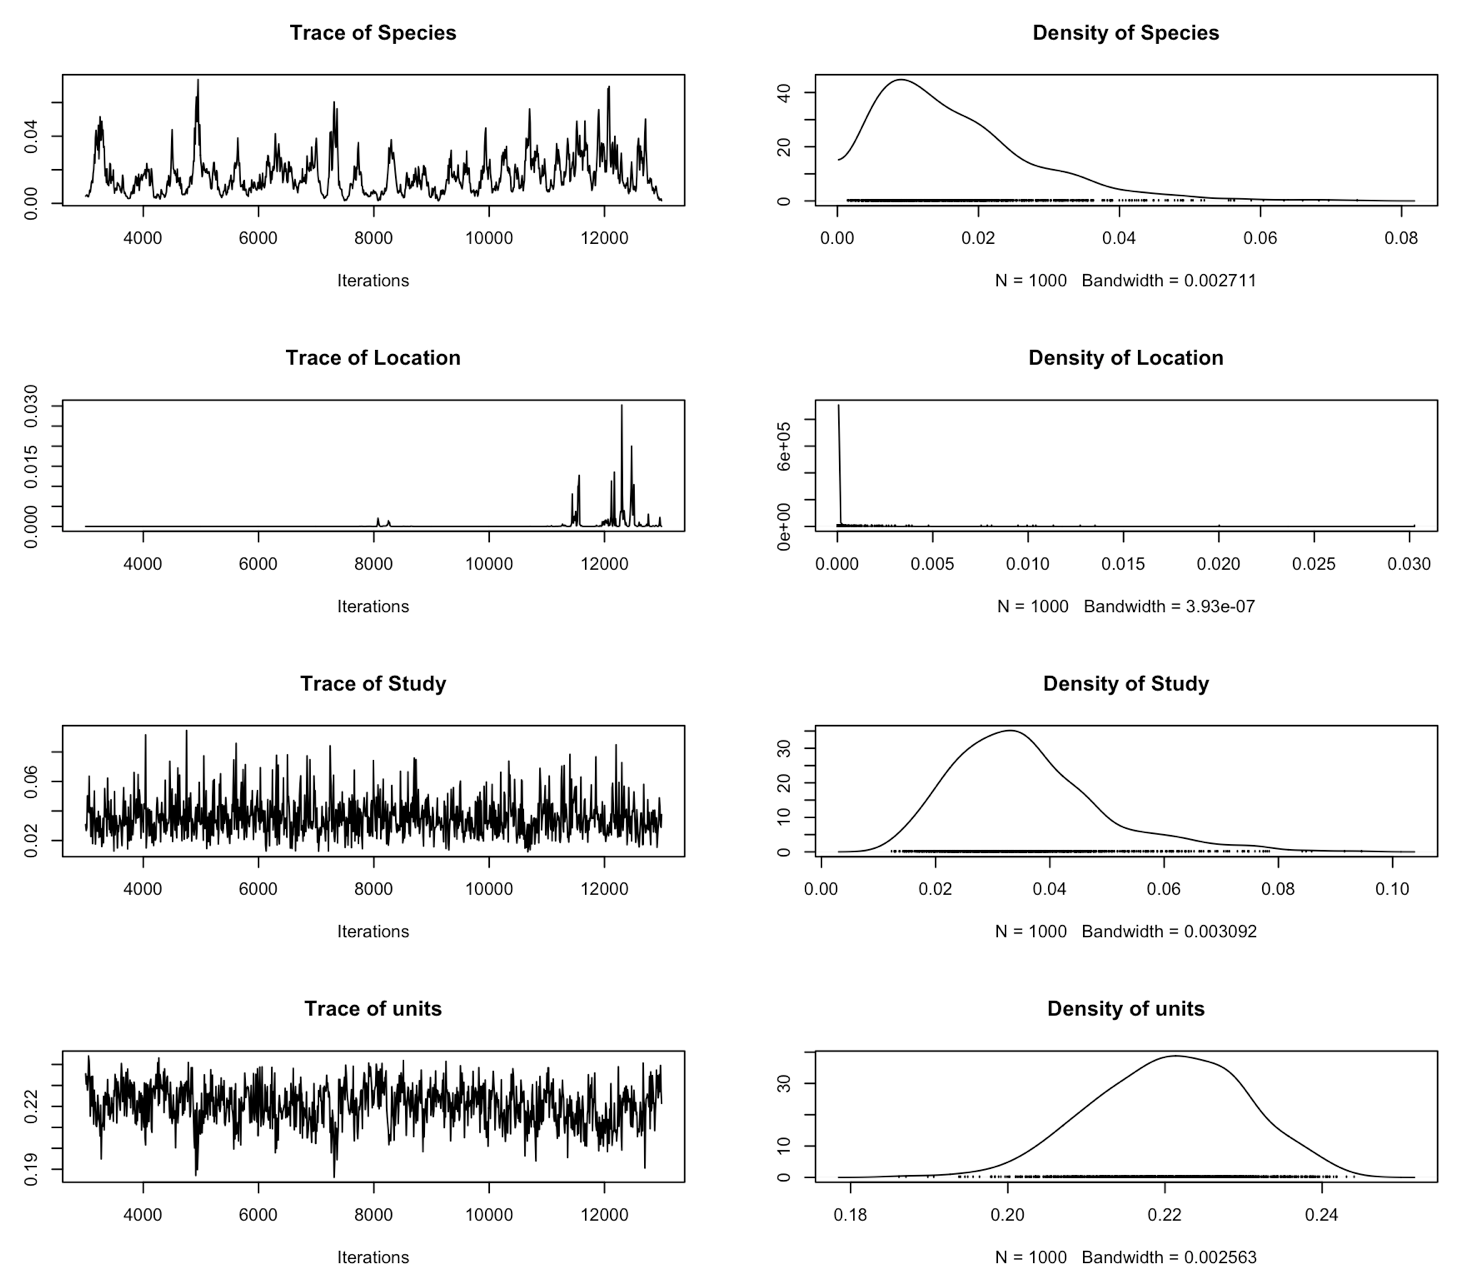 Trace of Species
0.00 0.04
4000 6000 8000 10000 12000
Iterations
Density of Species
0 20 40
0.00 0.02 0.04 0.06 0.08
N = 1000 Bandwidth = 0.002711
Trace of Location
0.000 0.015 0.030
4000 6000 8000 10000 12000
Iterations
Density of Location
0e+00 6e+05
0.000 0.005 0.010 0.015 0.020 0.025 0.030
N = 1000 Bandwidth = 3.93e-07
Trace of Study
0.02 0.06
4000 6000 8000 10000 12000
Iterations
Density of Study
0 10 20 30
0.00 0.02 0.04 0.06 0.08 0.10
N = 1000 Bandwidth = 0.003092
Trace of units
0.19 0.22
4000 6000 8000 10000 12000
Iterations
Density of units
0 10 30
0.18 0.20 0.22 0.24
N = 1000 Bandwidth = 0.002563